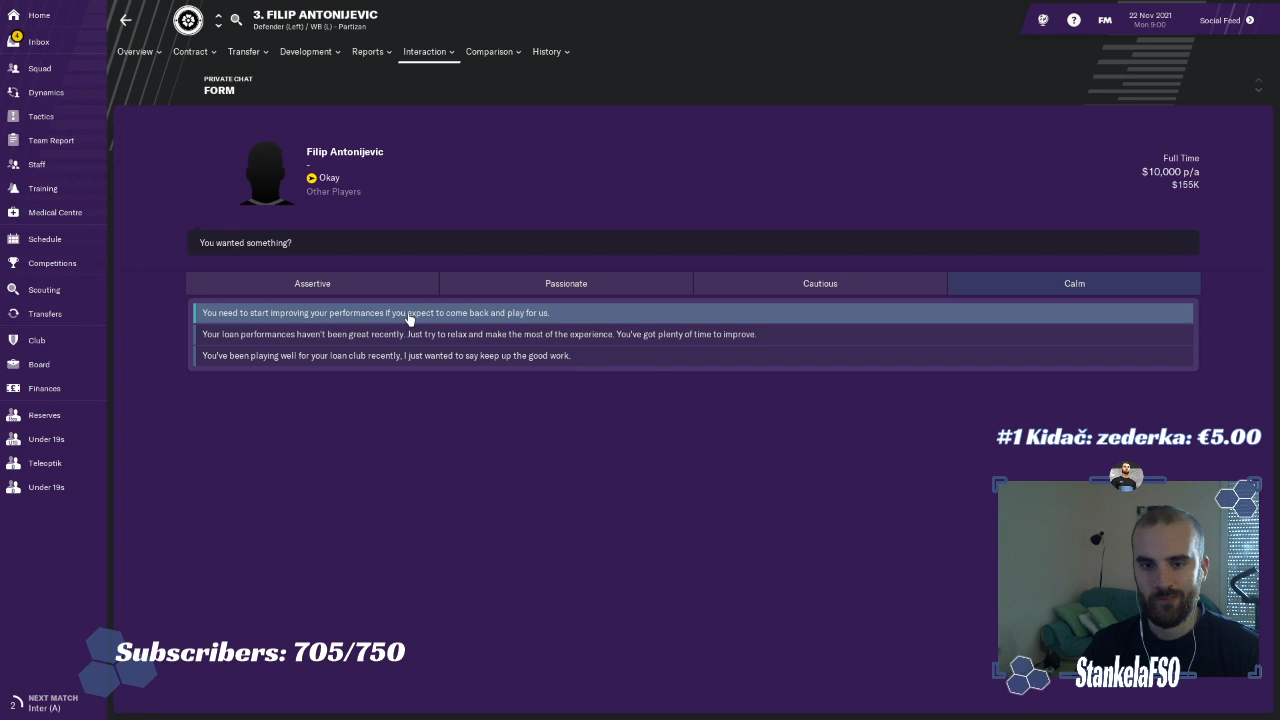 Home
4
Inbox
Squad
Dynamics
Tactics
Team Report
Staff
Training
Medical Centre
Schedule
Competitions
Scouting
Transfers
Club
Board
Finances
Reserves
Under 19s
Teleoptik
Under 19s
2
NEXT MATCH
Inter (A)
3. FILIP ANTONIJEVIC
Defender (Left) / WB (L) - Partizan
FM
22 Nov 2021
Mon 9:00
Social Feed
Overview
Contract
Transfer
Development
Reports
Interaction
Comparison
History
PRIVATE CHAT
FORM
Filip Antonijevic
-
Okay
Other Players
Full Time
$10,000 p/a
$155K
You wanted something?
Assertive
Passionate
Cautious
Calm
You need to start improving your performances if you expect to come back and play for us.
Your loan performances haven't been great recently. Just try to relax and make the most of the experience. You've got plenty of time to improve.
You've been playing well for your loan club recently, I just wanted to say keep up the good work.
#1 Kidač: zederka: €5.00
Subscribers: 705/750
StankelaFSO